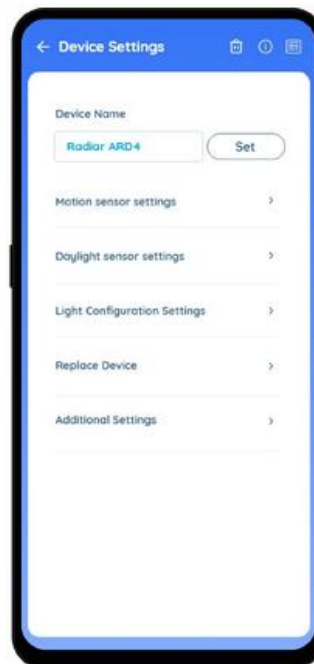 Device Settings
Device Name
Radiar ARD4
Set
Motion sensor settings
Daylight sensor settings
Light Configuration Settings
Replace Device
Additional Settings